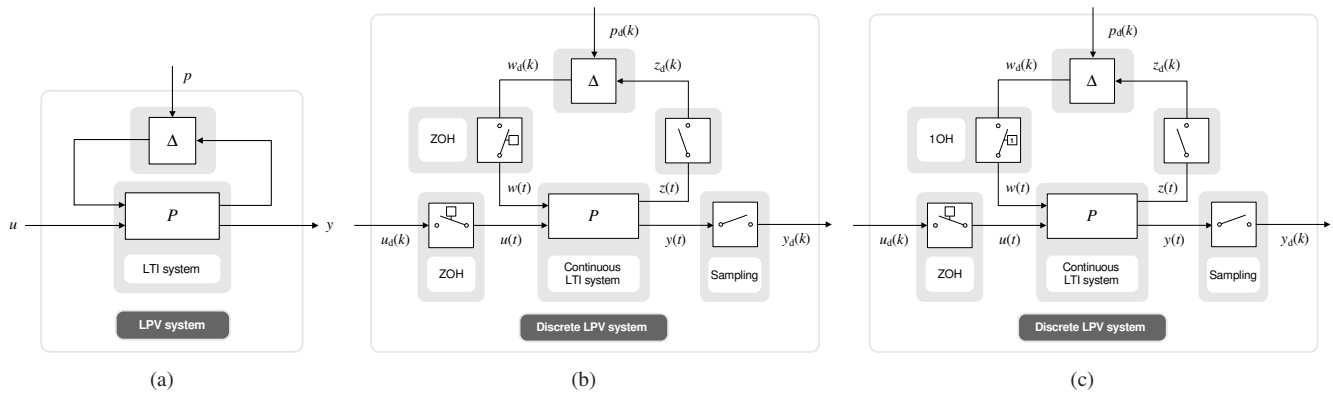 p
Δ
P
u
y
LTI system
LPV system
(a)
p_d(k)
w_d(k)
z_d(k)
Δ
ZOH
w(t)
z(t)
P
u_d(k)
u(t)
y(t)
y_d(k)
ZOH
Continuous
LTI system
Sampling
Discrete LPV system
(b)
p_d(k)
w_d(k)
z_d(k)
Δ
1OH
1
w(t)
z(t)
P
u_d(k)
u(t)
y(t)
y_d(k)
ZOH
Continuous
LTI system
Sampling
Discrete LPV system
(c)